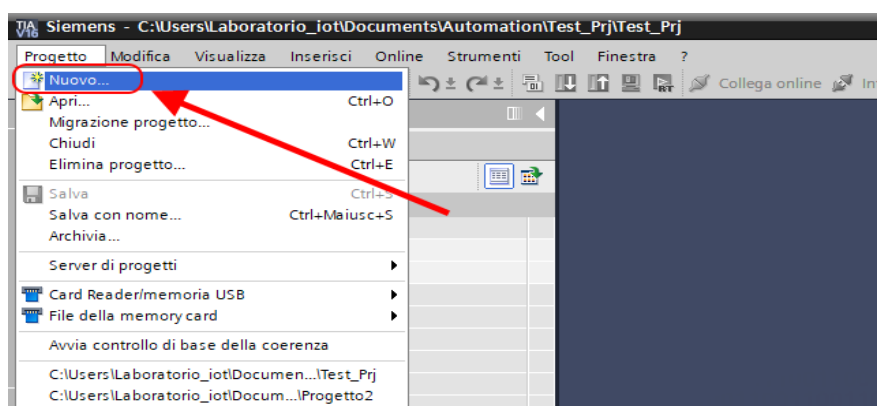 TIA V16 Siemens - C:\Users\Laboratorio_iot\Documents\Automation\Test_Prj\Test_Prj
Progetto Modifica Visualizza Inserisci Online Strumenti Tool Finestra ?
Nuovo...
Collega online
Apri... Ctrl+O
Migrazione progetto...
Chiudi Ctrl+W
Elimina progetto... Ctrl+E
Salva Ctrl+S
Salva con nome... Ctrl+Maiusc+S
Archivia...
Server di progetti
Card Reader/memoria USB
File della memory card
Avvia controllo di base della coerenza
C:\Users\Laboratorio_iot\Documen...\Test_Prj
C:\Users\Laboratorio_iot\Docum...\Progetto2